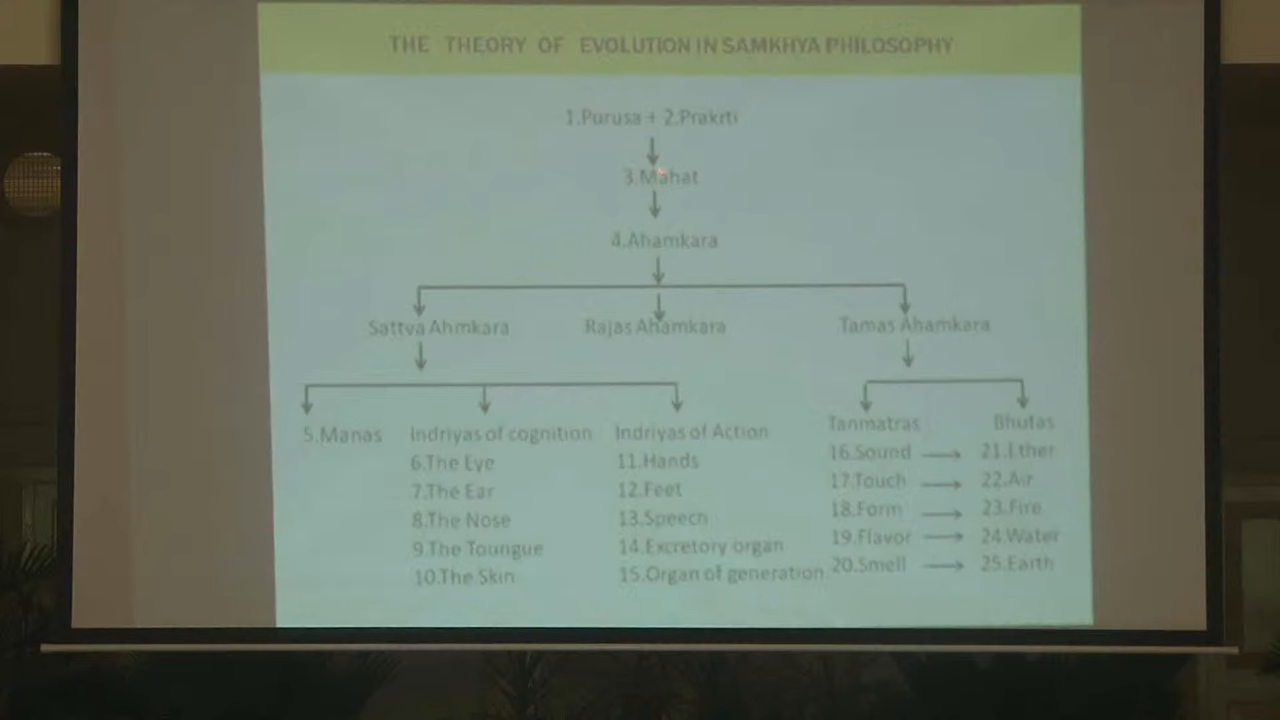 THE THEORY OF EVOLUTION IN SAMKHYA PHILOSOPHY
1.Purusa + 2.Prakrti
3.Mahat
4.Ahamkara
Sattva Ahmkara
Rajas Ahamkara
Tamas Ahamkara
5.Manas
Indriyas of cognition
6.The Eye
7.The Ear
8.The Nose
9.The Toungue
10.The Skin
Indriyas of Action
11.Hands
12.Feet
13.Speech
14.Excretory organ
15.Organ of generation
Tanmatras
16.Sound
17.Touch
18.Form
19.Flavor
20.Smell
Bhutas
21.Ether
22.Air
23.Fire
24.Water
25.Earth